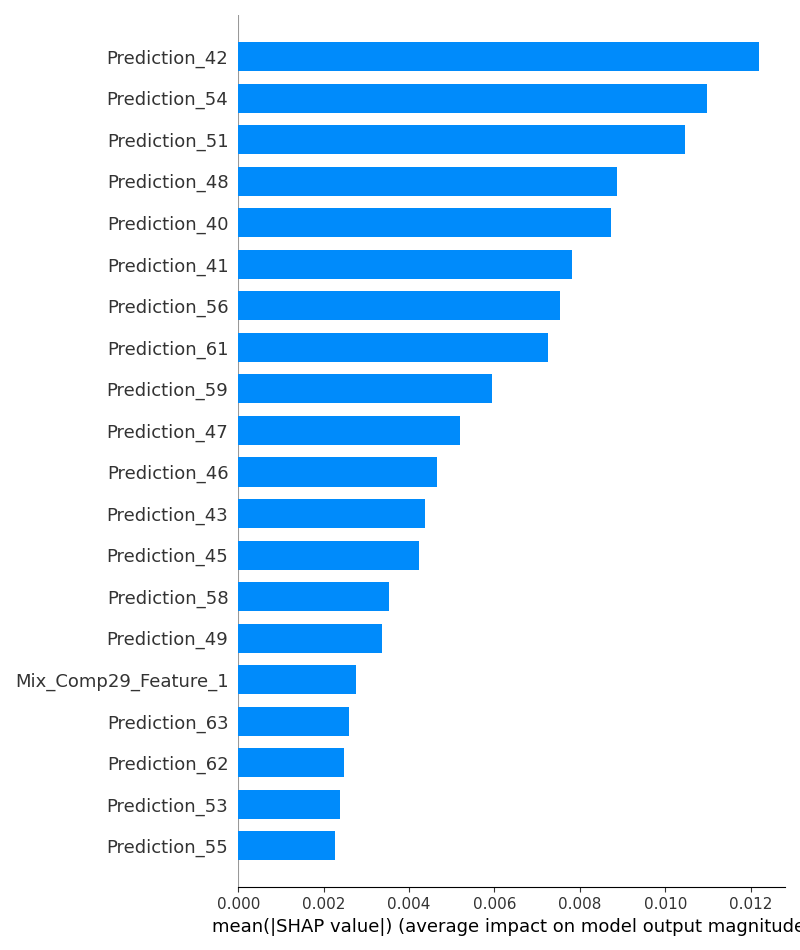 Prediction_42
Prediction_54
Prediction_51
Prediction_48
Prediction_40
Prediction_41
Prediction_56
Prediction_61
Prediction_59
Prediction_47
Prediction_46
Prediction_43
Prediction_45
Prediction_58
Prediction_49
Mix_Comp29_Feature_1
Prediction_63
Prediction_62
Prediction_53
Prediction_55
0.000 0.002 0.004 0.006 0.008 0.010 0.012
mean(|SHAP value|) (average impact on model output magnitude